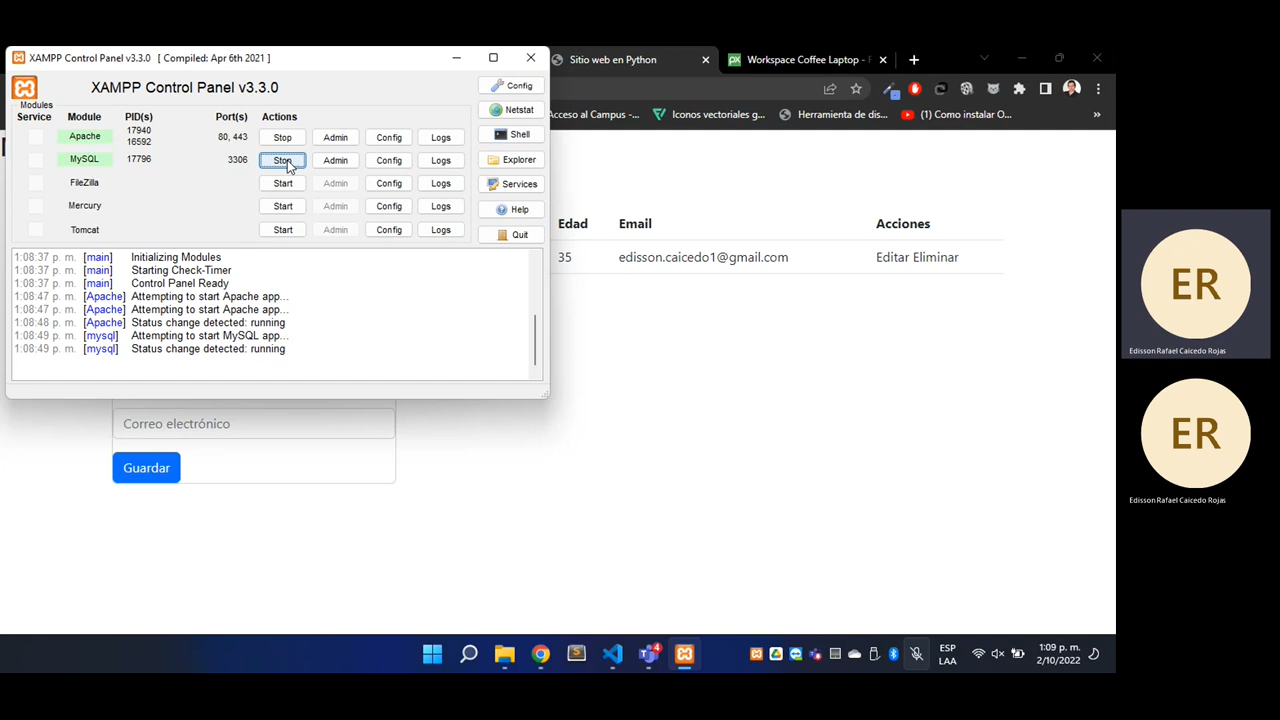 XAMPP Control Panel v3.3.0 [ Compiled: Apr 6th 2021 ]
Sitio web en Python
Workspace Coffee Laptop - F
XAMPP Control Panel v3.3.0
Config
Modules
Service
Module
PID(s)
Port(s)
Actions
Netstat
Apache
17940
16592
80, 443
Stop
Admin
Config
Logs
Shell
MySQL
17796
3306
Stop
Admin
Config
Logs
Explorer
FileZilla
Start
Admin
Config
Logs
Services
Mercury
Start
Admin
Config
Logs
Help
Tomcat
Start
Admin
Config
Logs
Quit
1:08:37 p. m. [main] Initializing Modules
1:08:37 p. m. [main] Starting Check-Timer
1:08:37 p. m. [main] Control Panel Ready
1:08:47 p. m. [Apache] Attempting to start Apache app...
1:08:47 p. m. [Apache] Attempting to start Apache app...
1:08:48 p. m. [Apache] Status change detected: running
1:08:49 p. m. [mysql] Attempting to start MySQL app...
1:08:49 p. m. [mysql] Status change detected: running
Acceso al Campus -...
Iconos vectoriales g...
Herramienta de dis...
(1) Como instalar O...
»
Edad Email Acciones
35 edisson.caicedo1@gmail.com Editar Eliminar
Correo electrónico
Guardar
ER
Edisson Rafael Caicedo Rojas
ER
Edisson Rafael Caicedo Rojas
4
ESP
LAA
1:09 p. m.
2/10/2022